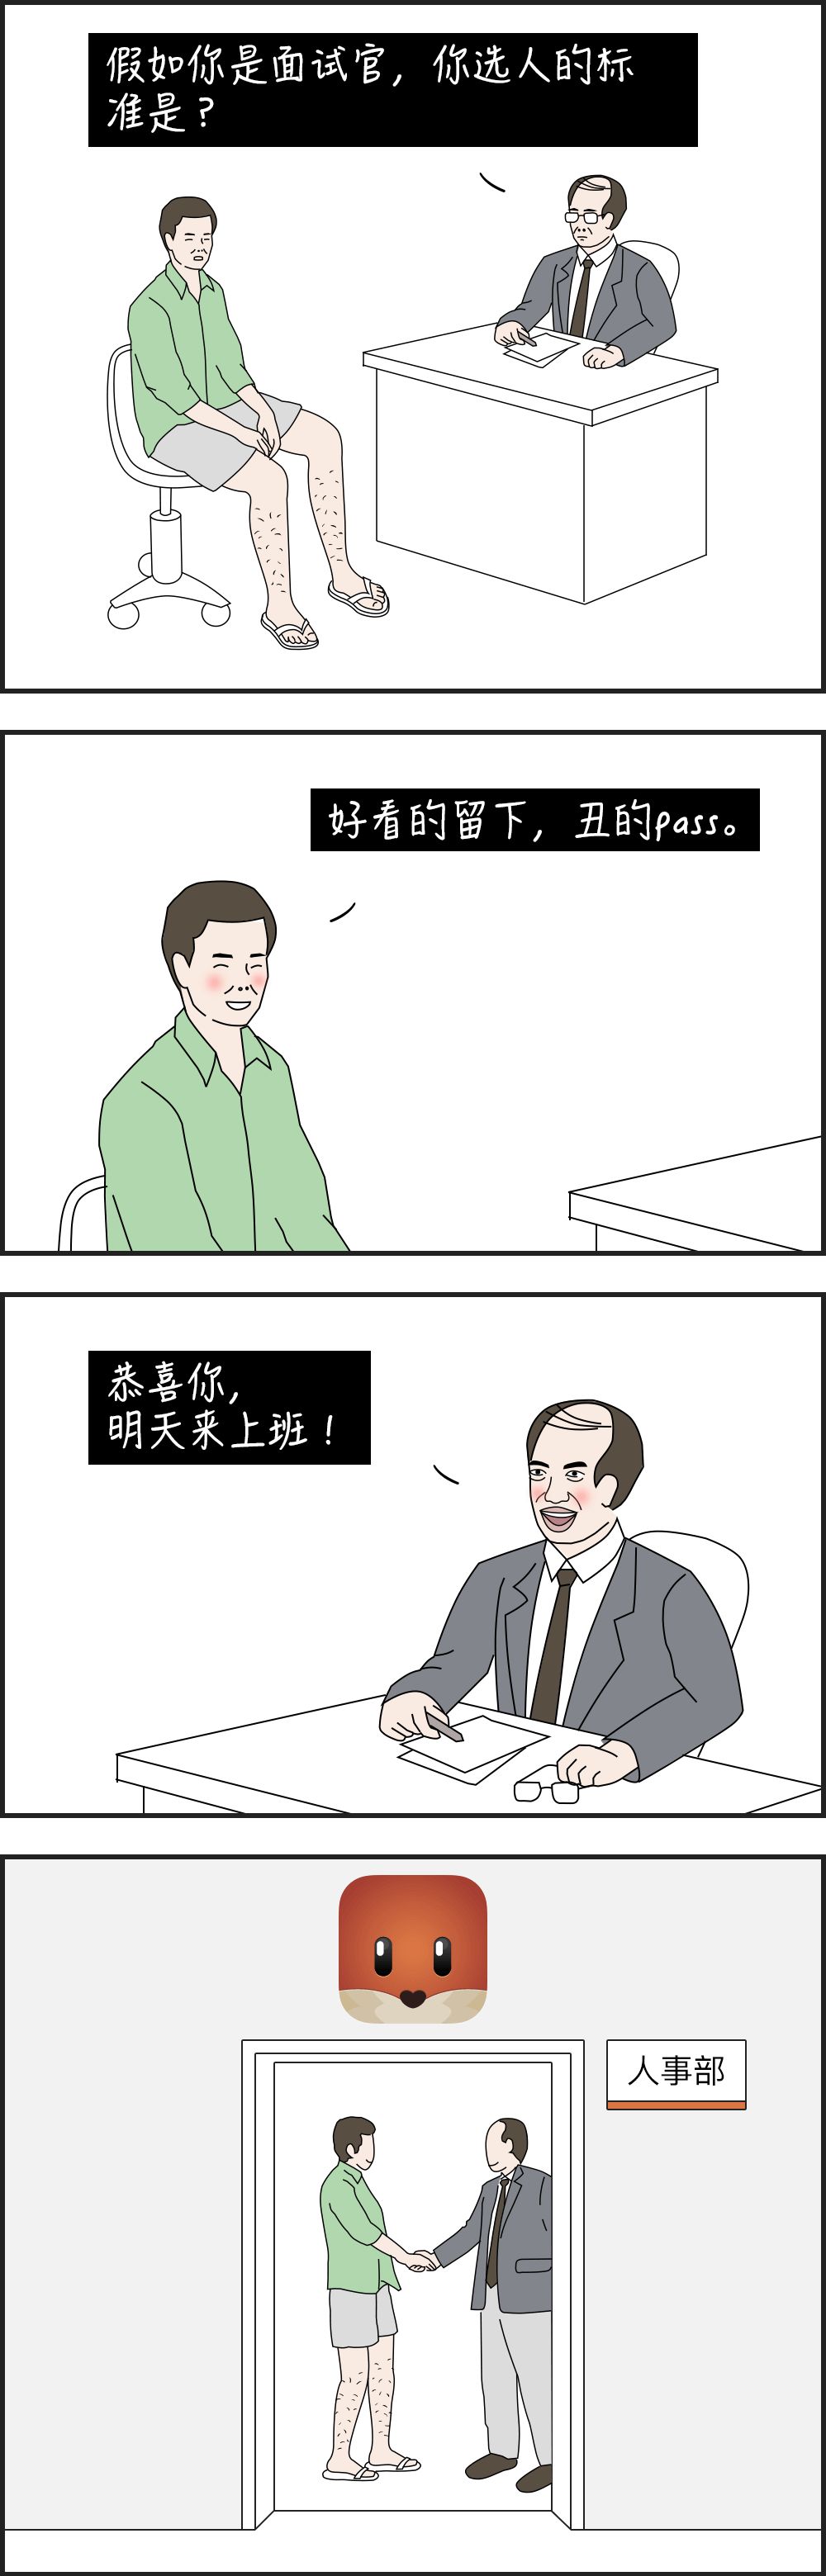 假如你是面试官，你选人的标
准是？
好看的留下，丑的pass。
恭喜你，
明天来上班！
人事部